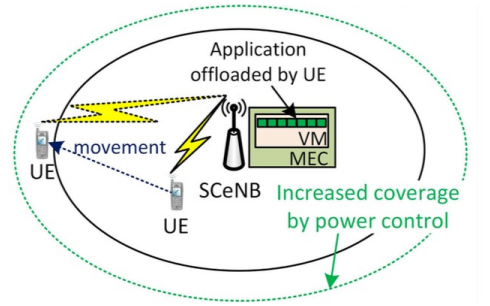 Application
offloaded by UE
VM
MEC
movement
UE
SCeNB
UE
Increased coverage
by power control